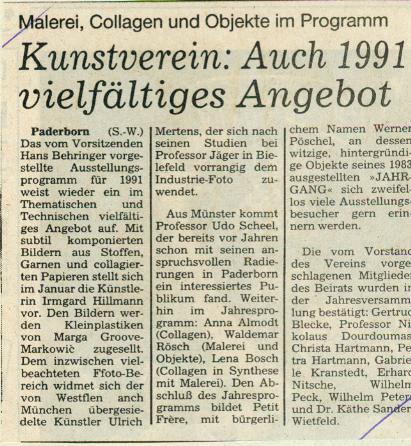 Malerei, Collagen und Objekte im Programm
Kunstverein: Auch 1991
vielfältiges Angebot
Paderborn (S.-W.)
Das vom Vorsitzenden
Hans Behringer vorge-
stellte Ausstellungs-
programm für 1991
weist wieder ein im
Thematischen und
Technischen vielfälti-
ges Angebot auf. Mit
subtil komponierten
Bildern aus Stoffen,
Garnen und collagier-
ten Papieren stellt sich
im Januar die Künstle-
rin Irmgard Hillmann
vor. Den Bildern wer-
den Kleinplastiken
von Marga Groove-
Markovič zugesellt.
Dem inzwischen viel-
beachteten Ffoto-Be-
reich widmet sich der
von Westflen anch
München übergesie-
delte Künstler Ulrich
Mertens, der sich nach
seinen Studien bei
Professor Jäger in Bie-
lefeld vorrangig dem
Industrie-Foto zu-
wendet.
Aus Münster kommt
Professor Udo Scheel,
der bereits vor Jahren
schon mit seinen an-
spruchsvollen Radie-
rungen in Paderborn
ein interessiertes Pu-
blikum fand. Weiter-
hin im Jahrespro-
gramm: Anna Almodt
(Collagen), Waldemar
Rösch (Malerei und
Objekte), Lena Bosch
(Collagen in Synthese
mit Malerei). Den Ab-
schluß des Jahrespro-
gramms bildet Petit
Frère, mit bürgerli-
chem Namen Werner
Pöschel, an dessen
witzige, hintergründi-
ge Objekte seines 1983
ausgestellten »JAHR-
GANG« sich zweifel-
los viele Ausstellungs-
besucher gern erin-
nern werden.
Die vom Vorstand
des Vereins vorge-
schlagenen Mitglieder
des Beirats wurden in
der Jahresversamm-
lung bestätigt: Gertrud
Blecke, Professor Ni-
kolaus Dourdoumas
Christa Hartmann, Pe-
tra Hartmann, Gabrie-
le Kranstedt, Erhard
Nitsche, Wilhelm
Peck, Wilhelm Peters
und Dr. Käthe Sander-
Wietfeld.